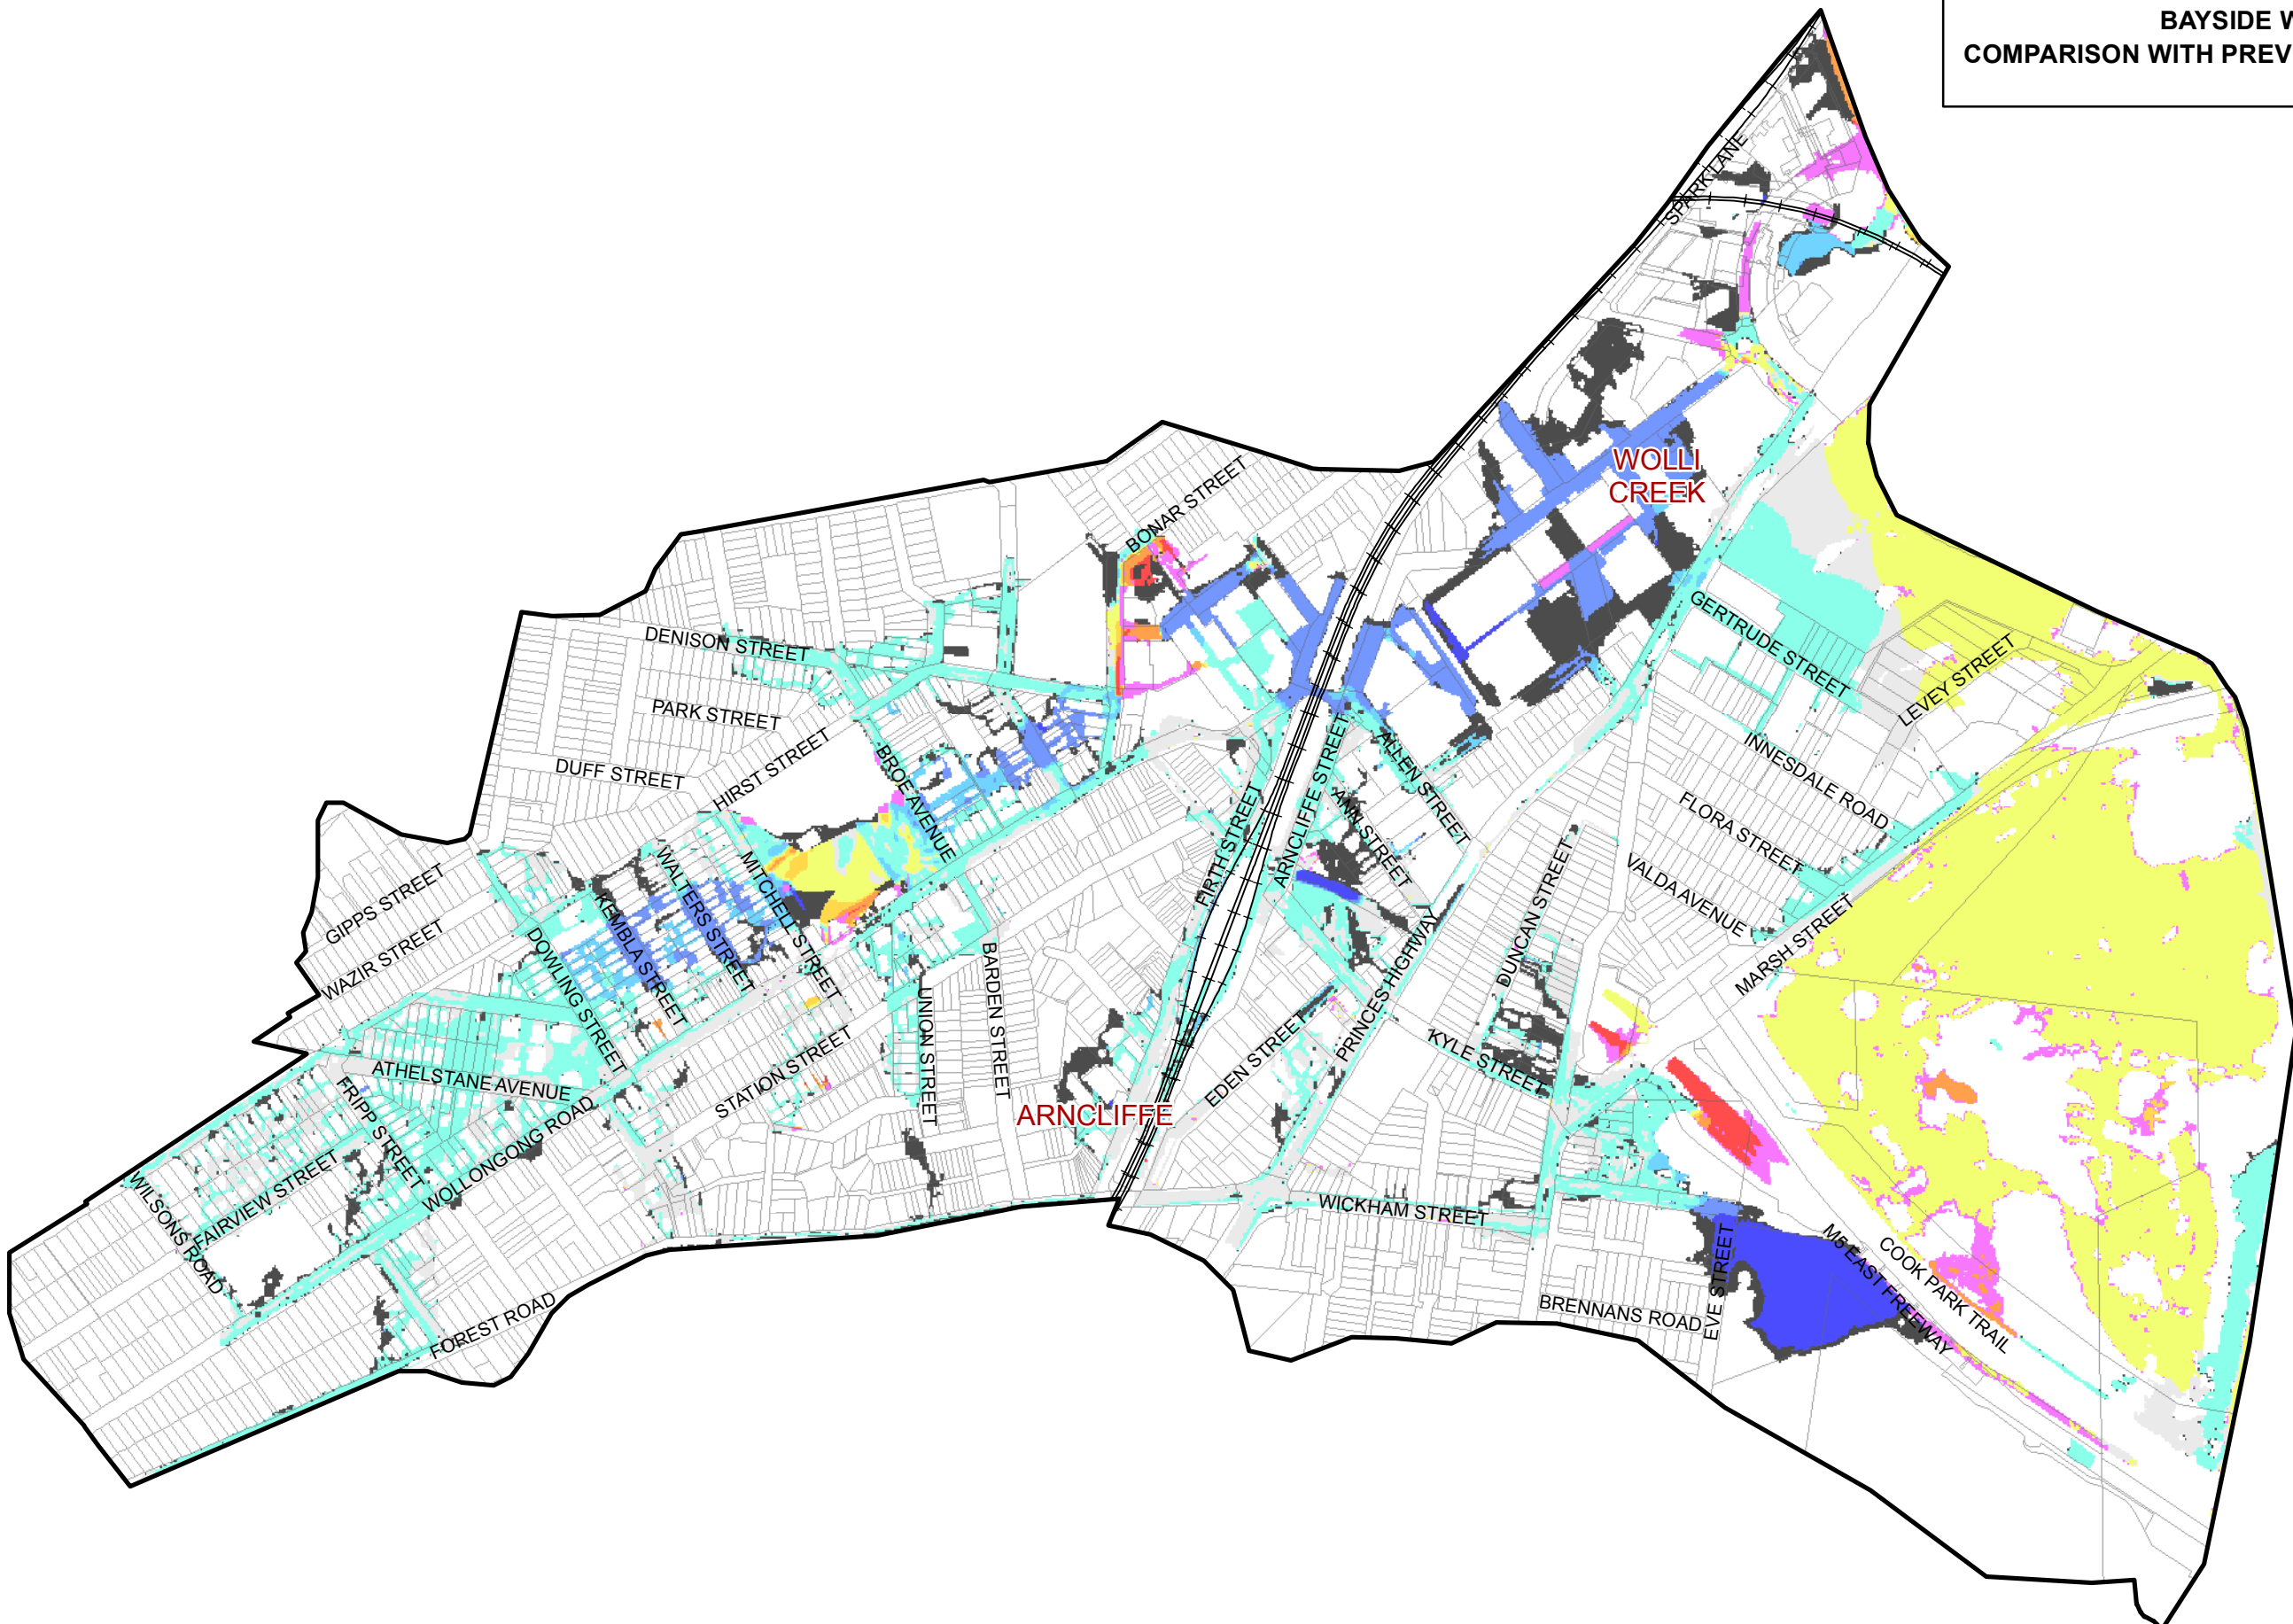 BAYSIDE W
COMPARISON WITH PREV
SPARK LANE
WOLLI
CREEK
BONAR STREET
DENISON STREET
PARK STREET
DUFF STREET
HIRST STREET
BROE AVENUE
GERTRUDE STREET
LEVEY STREET
INNESDALE ROAD
FLORA STREET
VALDA AVENUE
MARSH STREET
ALLEN STREET
ANN STREET
ARNCLIFFE STREET
FIRTH STREET
GIPPS STREET
WAZIR STREET
WALTERS STREET
MITCHELL STREET
KEMBLA STREET
DOWLING STREET
DUNCAN STREET
PRINCES HIGHWAY
BARDEN STREET
UNION STREET
STATION STREET
EDEN STREET
KYLE STREET
ATHELSTANE AVENUE
FRIPP STREET
ARNCLIFFE
WOLLONGONG ROAD
FAIRVIEW STREET
WILSONS ROAD
WICKHAM STREET
FOREST ROAD
BRENNANS ROAD
EVE STREET
M5 EAST FREEWAY
COOK PARK TRAIL